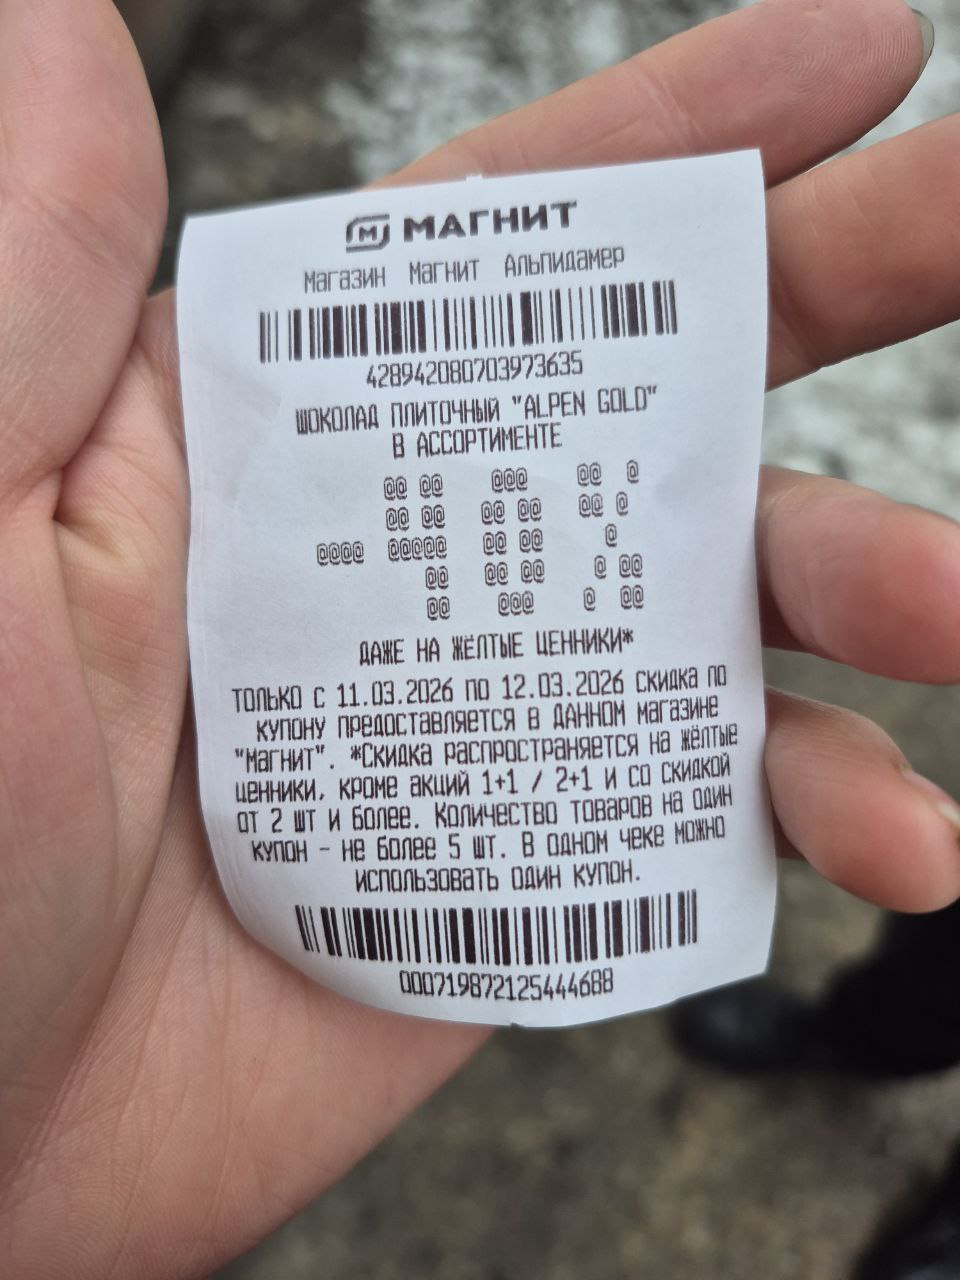 МАГНИТ
Магазин Магнит Альпидамер
428942080703973635
ШОКОЛАД ПЛИТОЧНЫЙ "ALPEN GOLD"
В АССОРТИМЕНТЕ
@@ @@ @@@ @@ @
@@ @@ @@ @@ @@ @
@@@@ @@@@@ @@ @@ @
@@ @@ @@ @ @@
@@ @@@ @ @@
ДАЖЕ НА ЖЁЛТЫЕ ЦЕННИКИ*
ТОЛЬКО С 11.03.2026 ПО 12.03.2026 СКИДКА ПО
КУПОНУ ПРЕДОСТАВЛЯЕТСЯ В ДАННОМ МАГАЗИНЕ
"МАГНИТ". *СКИДКА РАСПРОСТРАНЯЕТСЯ НА ЖЁЛТЫЕ
ЦЕННИКИ, КРОМЕ АКЦИЙ 1+1 / 2+1 И СО СКИДКОЙ
ОТ 2 ШТ И БОЛЕЕ. КОЛИЧЕСТВО ТОВАРОВ НА ОДИН
КУПОН - НЕ БОЛЕЕ 5 ШТ. В ОДНОМ ЧЕКЕ МОЖНО
ИСПОЛЬЗОВАТЬ ОДИН КУПОН.
0007198721254446​88